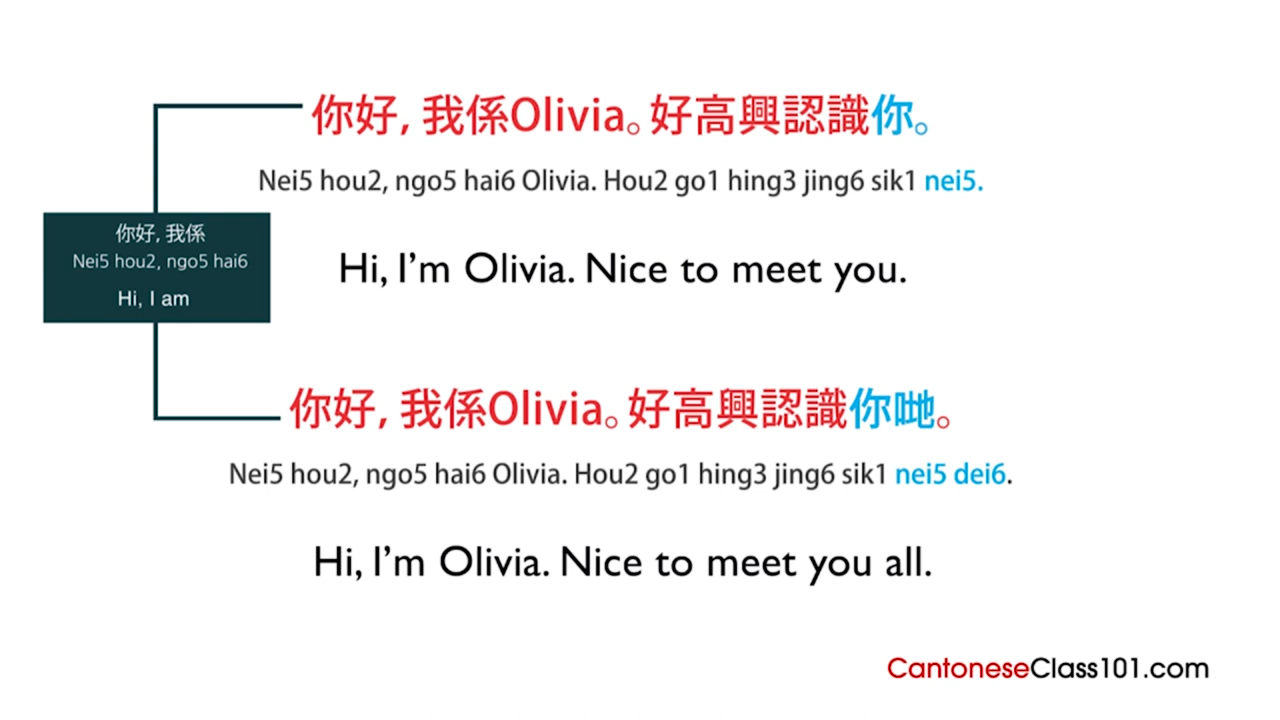 你好, 我係Olivia。好高興認識你。
Nei5 hou2, ngo5 hai6 Olivia. Hou2 go1 hing3 jing6 sik1 nei5.
你好, 我係
Nei5 hou2, ngo5 hai6
Hi, I am
Hi, I'm Olivia. Nice to meet you.
你好, 我係Olivia。好高興認識你哋。
Nei5 hou2, ngo5 hai6 Olivia. Hou2 go1 hing3 jing6 sik1 nei5 dei6.
Hi, I'm Olivia. Nice to meet you all.
CantoneseClass101.com